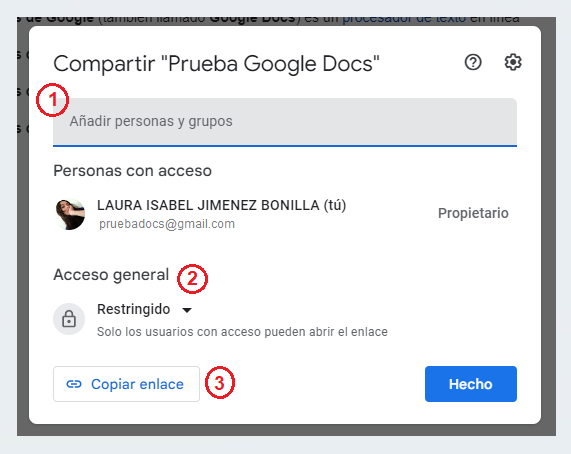 s de Google (también llamado Google Docs) es un procesador de texto en línea
Compartir "Prueba Google Docs"
1
Añadir personas y grupos
Personas con acceso
LAURA ISABEL JIMENEZ BONILLA (tú)
pruebadocs@gmail.com
Propietario
Acceso general
2
Restringido
Solo los usuarios con acceso pueden abrir el enlace
Copiar enlace
3
Hecho